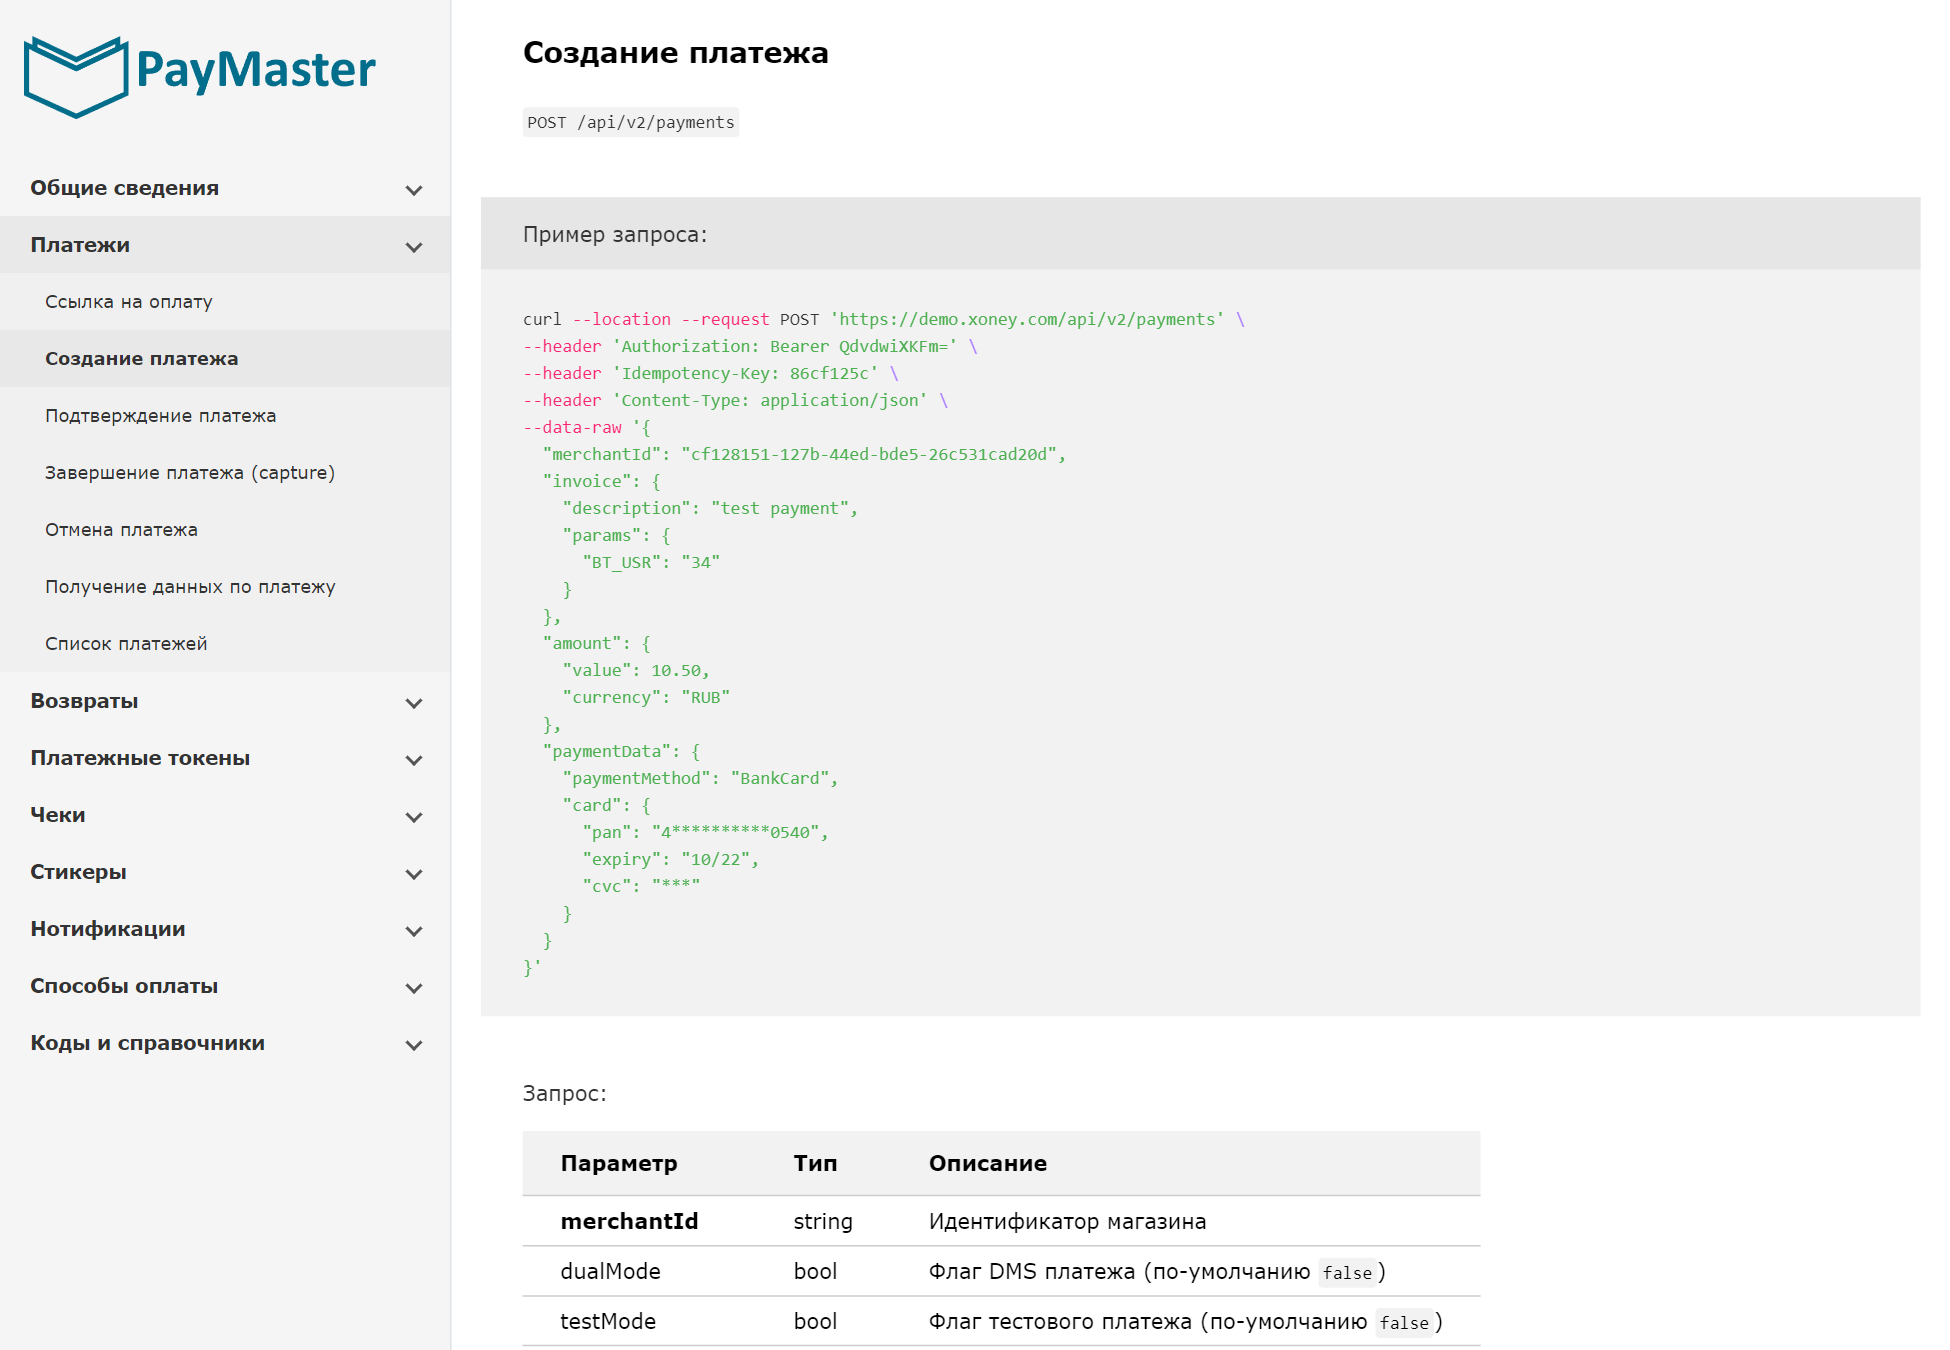 PayMaster
Общие сведения
Платежи
Ссылка на оплату
Создание платежа
Подтверждение платежа
Завершение платежа (capture)
Отмена платежа
Получение данных по платежу
Список платежей
Возвраты
Платежные токены
Чеки
Стикеры
Нотификации
Способы оплаты
Коды и справочники
Создание платежа
POST /api/v2/payments
Пример запроса:
curl --location --request POST 'https://demo.xoney.com/api/v2/payments' \
--header 'Authorization: Bearer QdvdwiXKFm=' \
--header 'Idempotency-Key: 86cf125c' \
--header 'Content-Type: application/json' \
--data-raw '{
  "merchantId": "cf128151-127b-44ed-bde5-26c531cad20d",
  "invoice": {
    "description": "test payment",
    "params": {
      "BT_USR": "34"
    }
  },
  "amount": {
    "value": 10.50,
    "currency": "RUB"
  },
  "paymentData": {
    "paymentMethod": "BankCard",
    "card": {
      "pan": "4**********0540",
      "expiry": "10/22",
      "cvc": "***"
    }
  }
}'
Запрос:
Параметр Тип Описание
merchantId string Идентификатор магазина
dualMode bool Флаг DMS платежа (по-умолчанию false)
testMode bool Флаг тестового платежа (по-умолчанию false)